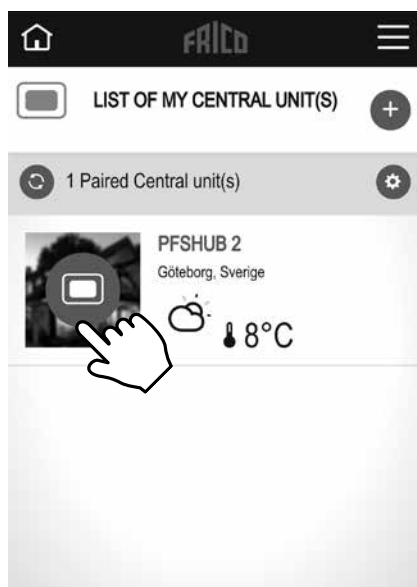 FRICO
LIST OF MY CENTRAL UNIT(S)
1 Paired Central unit(s)
PFSHUB 2
Göteborg, Sverige
8°C